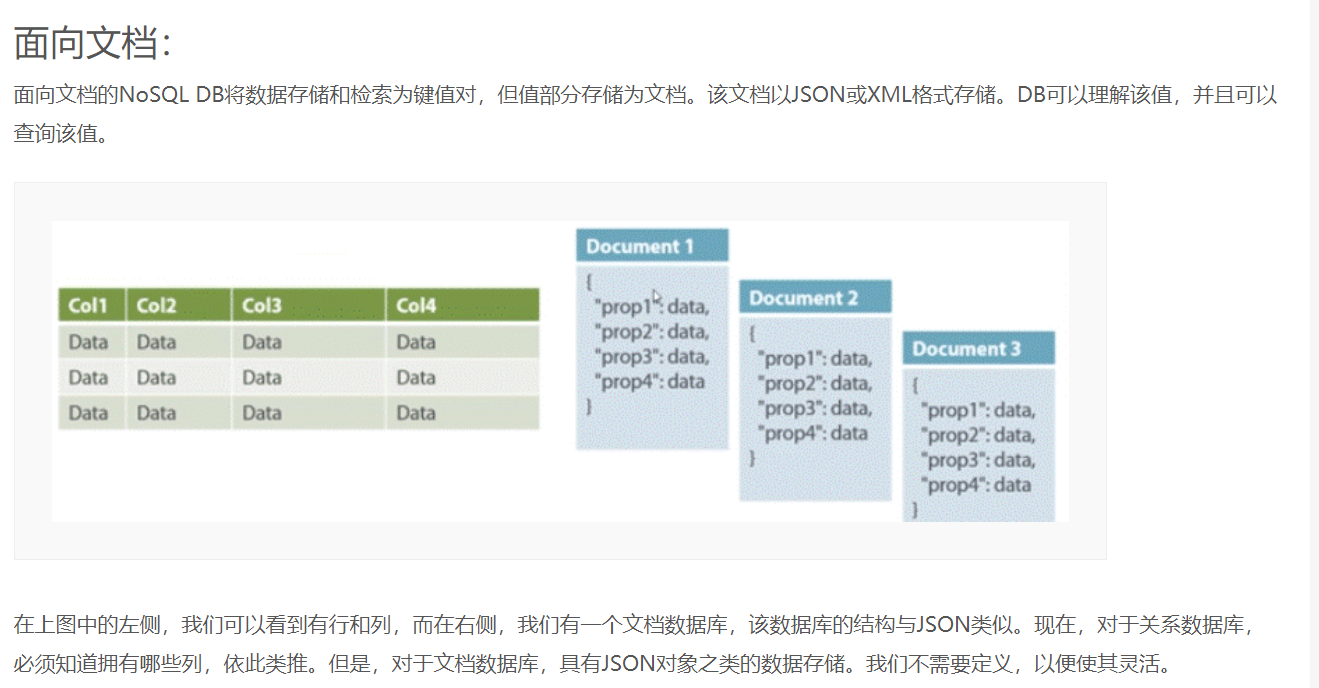 面向文档：
面向文档的NoSQL DB将数据存储和检索为键值对，但值部分存储为文档。该文档以JSON或XML格式存储。DB可以理解该值，并且可以
查询该值。
Col1 Col2 Col3 Col4
Data Data Data Data
Data Data Data Data
Data Data Data Data
Document 1
{
"prop1": data,
"prop2": data,
"prop3": data,
"prop4": data
}
Document 2
{
"prop1": data,
"prop2": data,
"prop3": data,
"prop4": data
}
Document 3
{
"prop1": data,
"prop2": data,
"prop3": data,
"prop4": data
}
在上图中的左侧，我们可以看到有行和列，而在右侧，我们有一个文档数据库，该数据库的结构与JSON类似。现在，对于关系数据库，
必须知道拥有哪些列，依此类推。但是，对于文档数据库，具有JSON对象之类的数据存储。我们不需要定义，以便使其灵活。